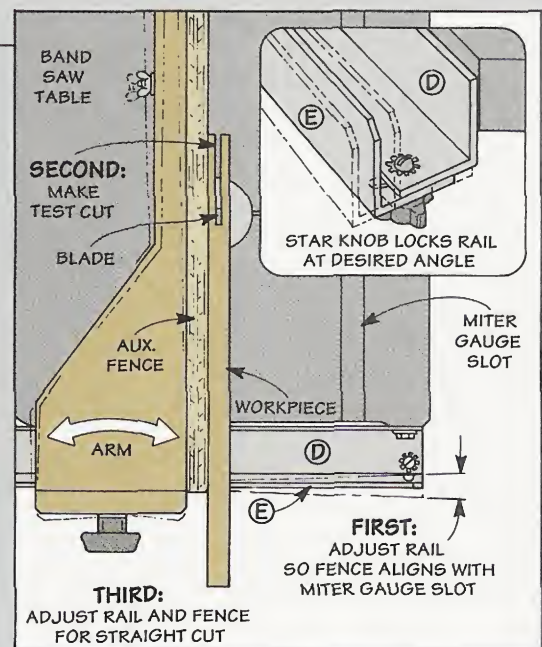 BAND
SAW
TABLE
SECOND:
MAKE
TEST CUT
BLADE
AUX.
FENCE
ARM
WORKPIECE
THIRD:
ADJUST RAIL AND FENCE
FOR STRAIGHT CUT
D
E
STAR KNOB LOCKS RAIL
AT DESIRED ANGLE
MITER
GAUGE
SLOT
D
E
FIRST:
ADJUST RAIL
SO FENCE ALIGNS WITH
MITER GAUGE SLOT